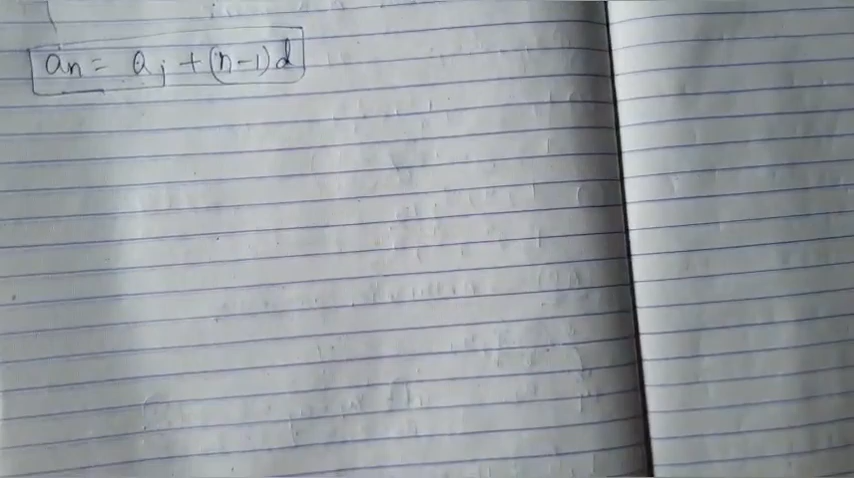 an = a1 + (n-1)d